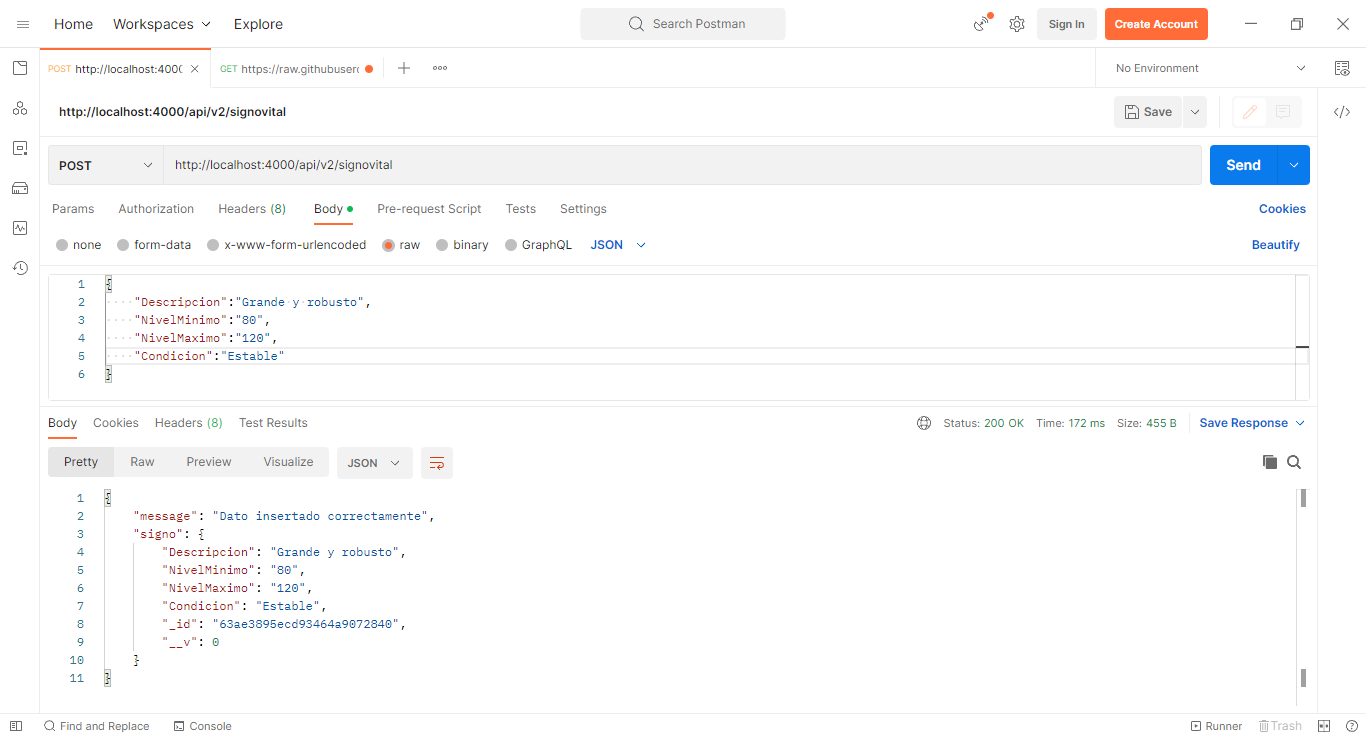 Home Workspaces Explore Search Postman Sign In Create Account
POST http://localhost:4000 GET https://raw.githubuserc No Environment
http://localhost:4000/api/v2/signovital Save
POST http://localhost:4000/api/v2/signovital Send
Params Authorization Headers (8) Body Pre-request Script Tests Settings Cookies
none form-data x-www-form-urlencoded raw binary GraphQL JSON Beautify
1 {
2 "Descripcion":"Grande y robusto",
3 "NivelMinimo":"80",
4 "NivelMaximo":"120",
5 "Condicion":"Estable"
6 }
Body Cookies Headers (8) Test Results Status: 200 OK Time: 172 ms Size: 455 B Save Response
Pretty Raw Preview Visualize JSON
1 {
2 "message": "Dato insertado correctamente",
3 "signo": {
4 "Descripcion": "Grande y robusto",
5 "NivelMinimo": "80",
6 "NivelMaximo": "120",
7 "Condicion": "Estable",
8 "_id": "63ae3895ecd93464a9072840",
9 "__v": 0
10 }
11 }
Find and Replace Console Runner Trash